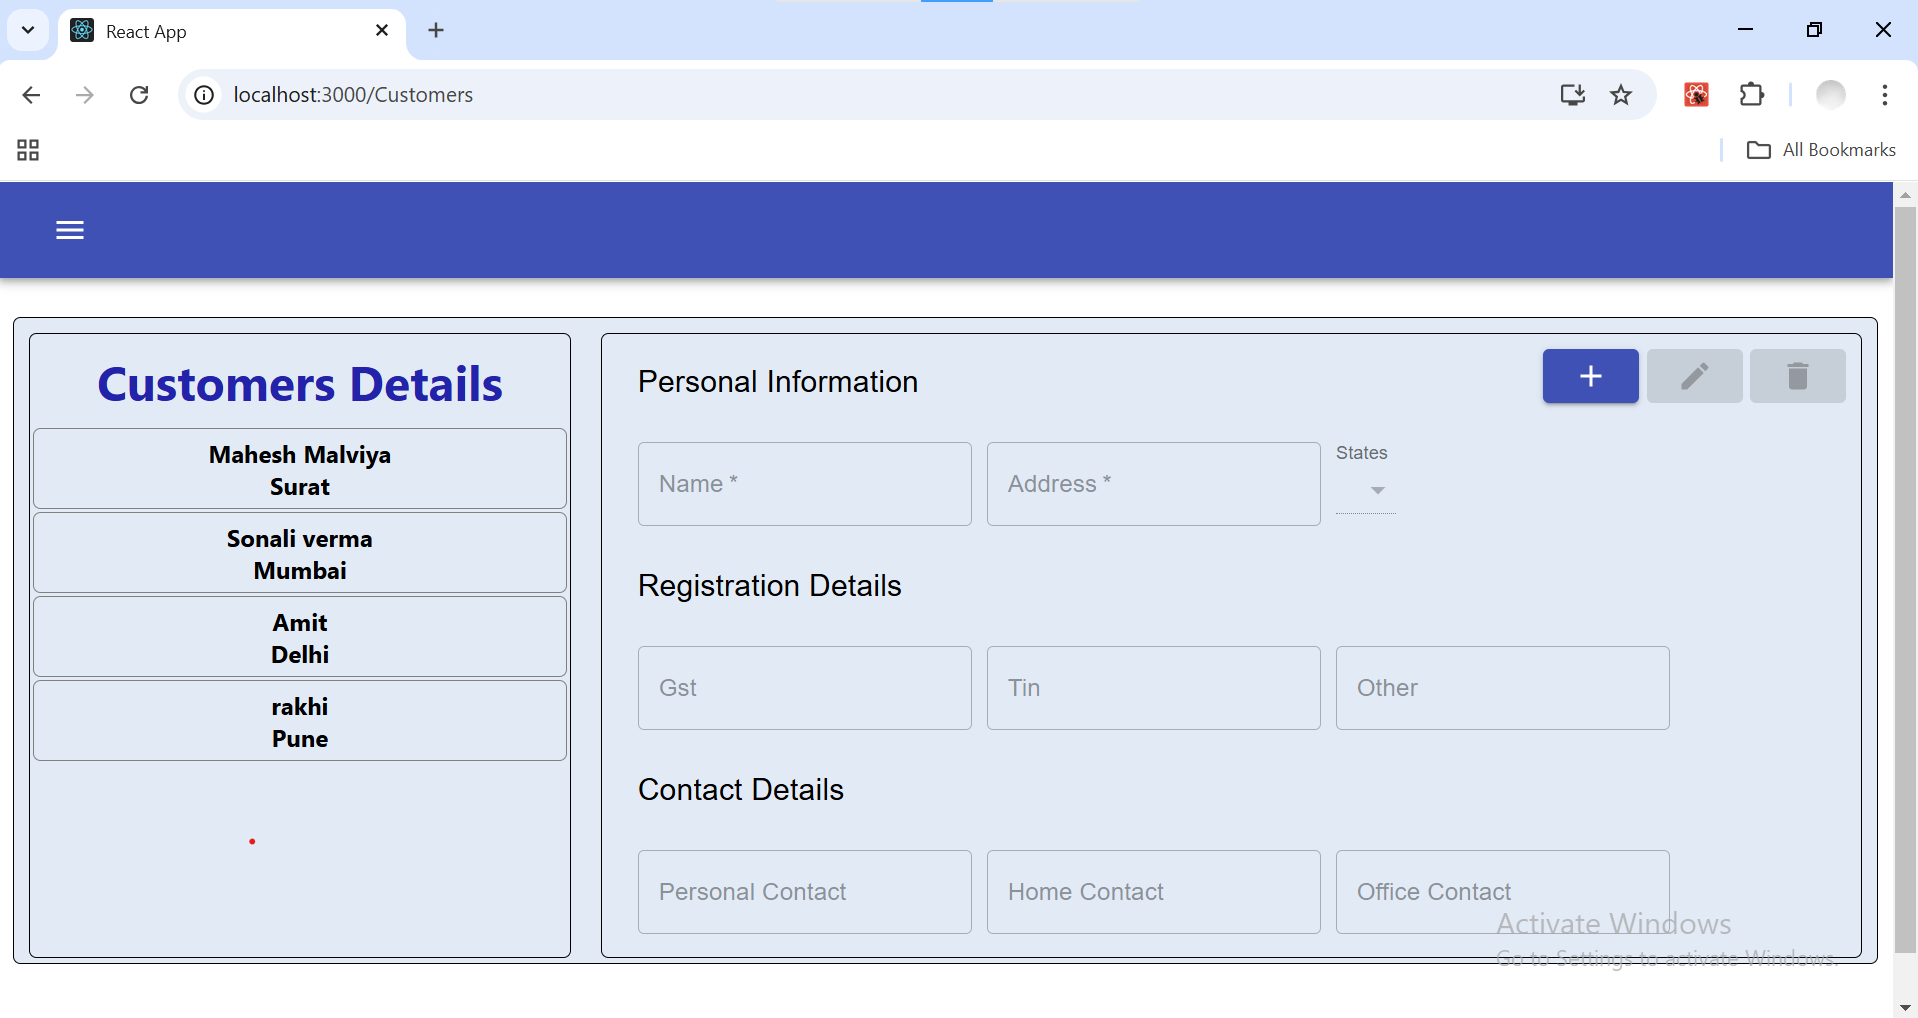 React App
localhost:3000/Customers
All Bookmarks
Customers Details
Mahesh Malviya
Surat
Sonali verma
Mumbai
Amit
Delhi
rakhi
Pune
Personal Information
Name *
Address *
States
Registration Details
Gst
Tin
Other
Contact Details
Personal Contact
Home Contact
Office Contact
Activate Windows
Go to Settings to activate Windows.